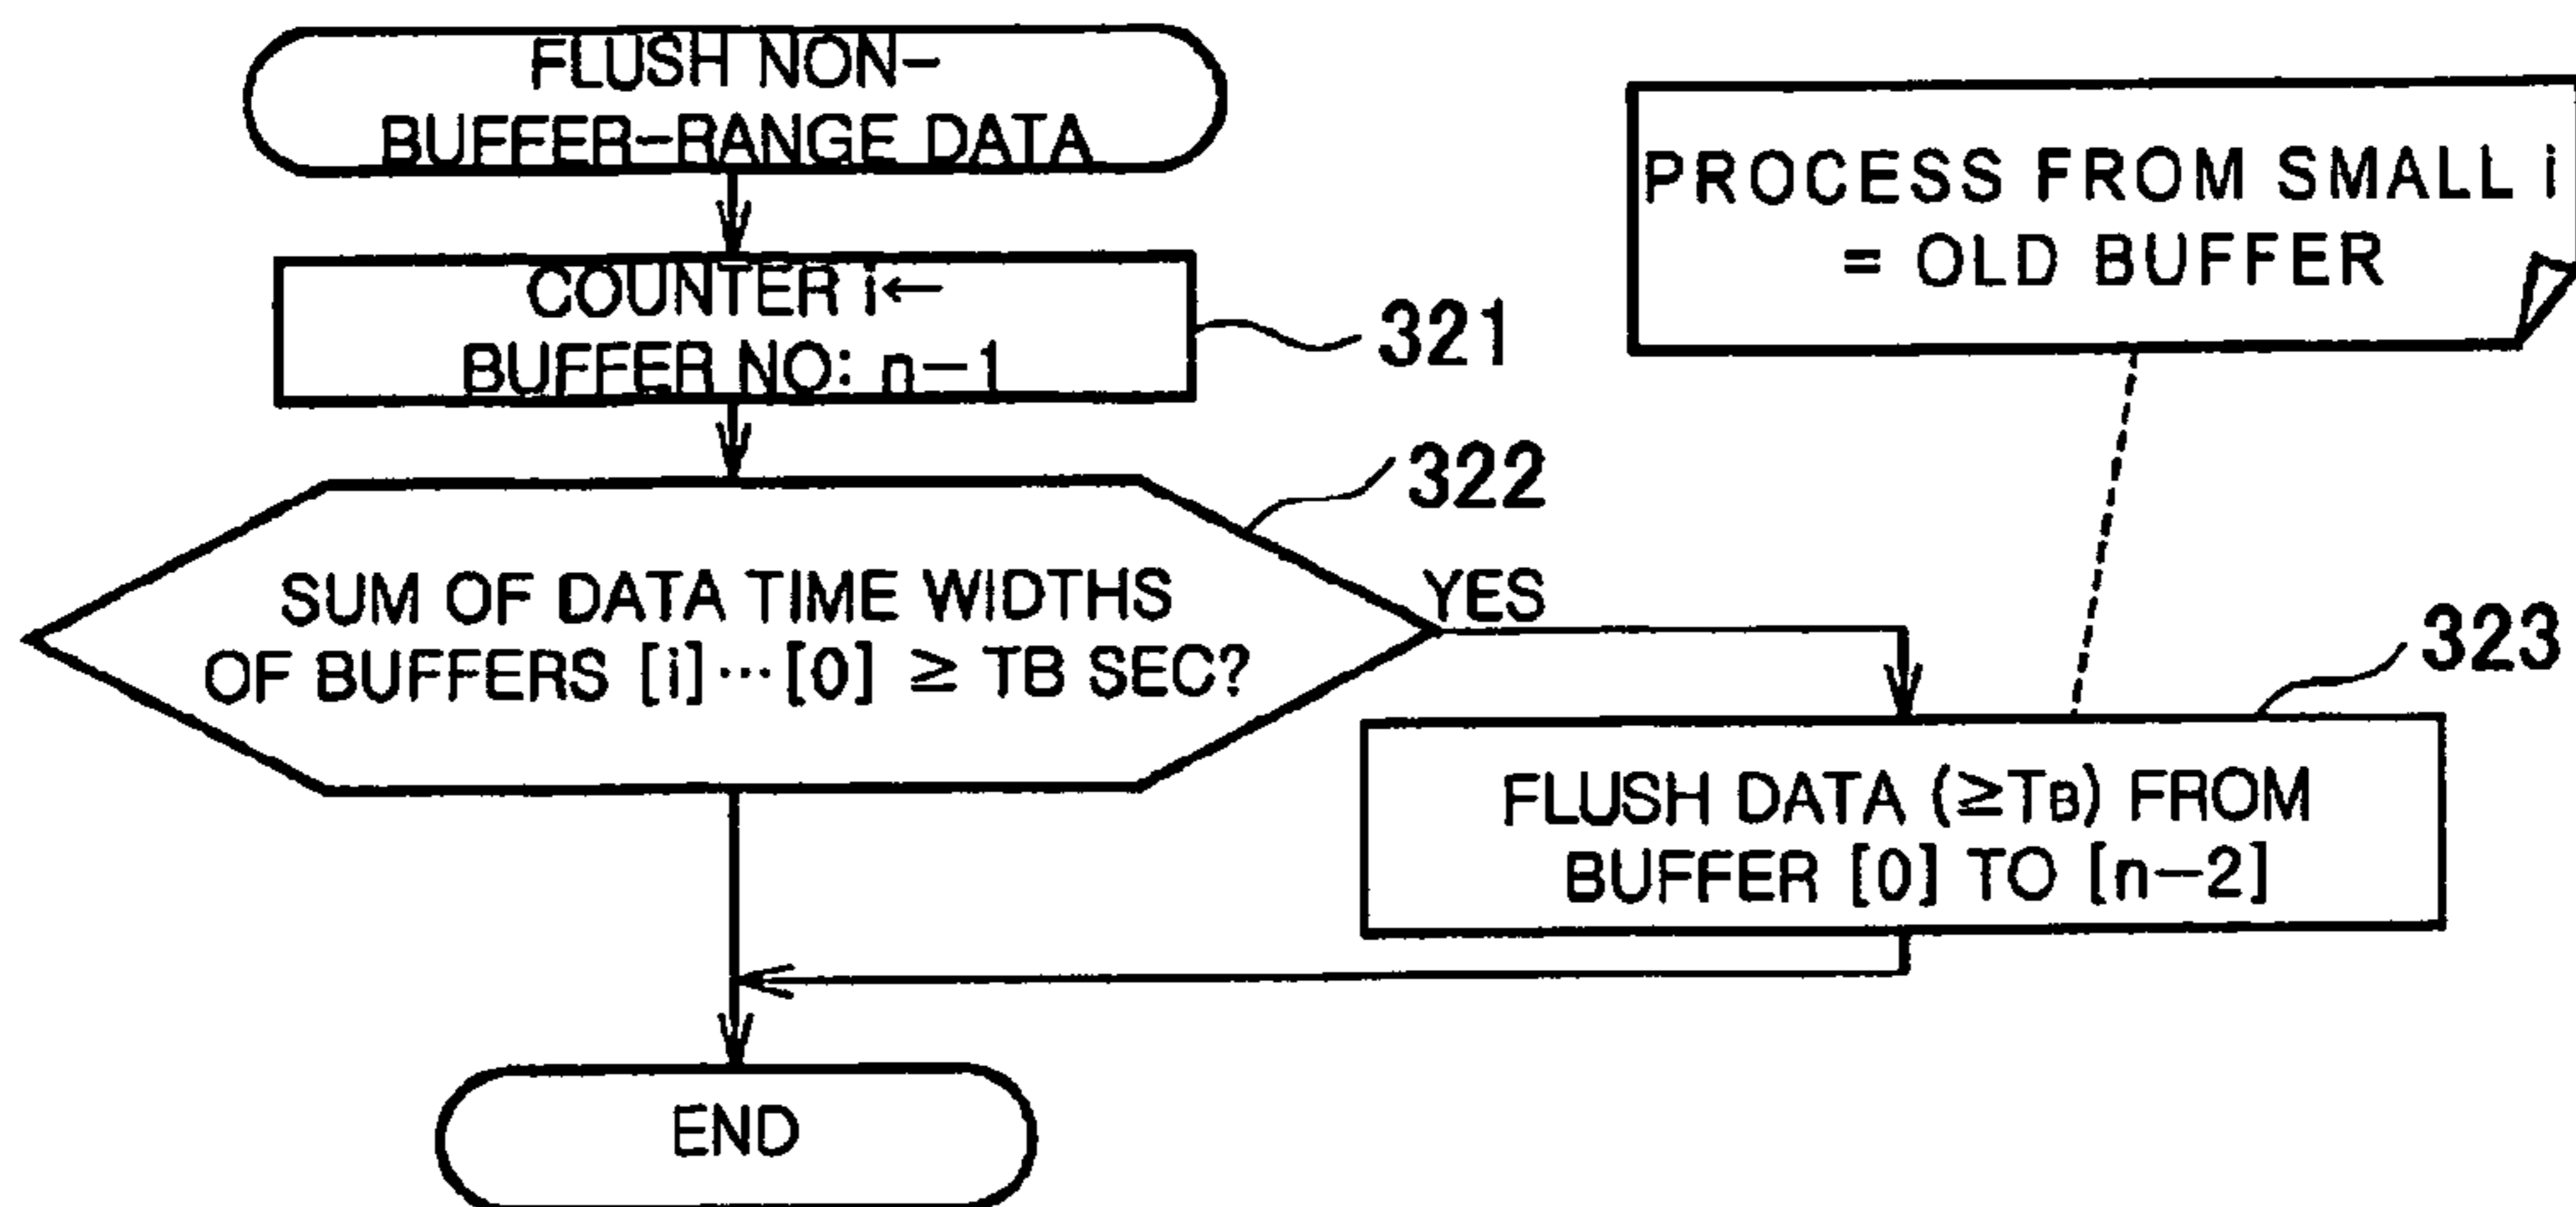 FLUSH NON-
BUFFER-RANGE DATA
PROCESS FROM SMALL i
= OLD BUFFER
COUNTER i←
BUFFER NO: n-1
321
322
SUM OF DATA TIME WIDTHS
OF BUFFERS [i]⋯[0] ≥ TB SEC?
YES
323
FLUSH DATA (≥TB) FROM
BUFFER [0] TO [n-2]
END